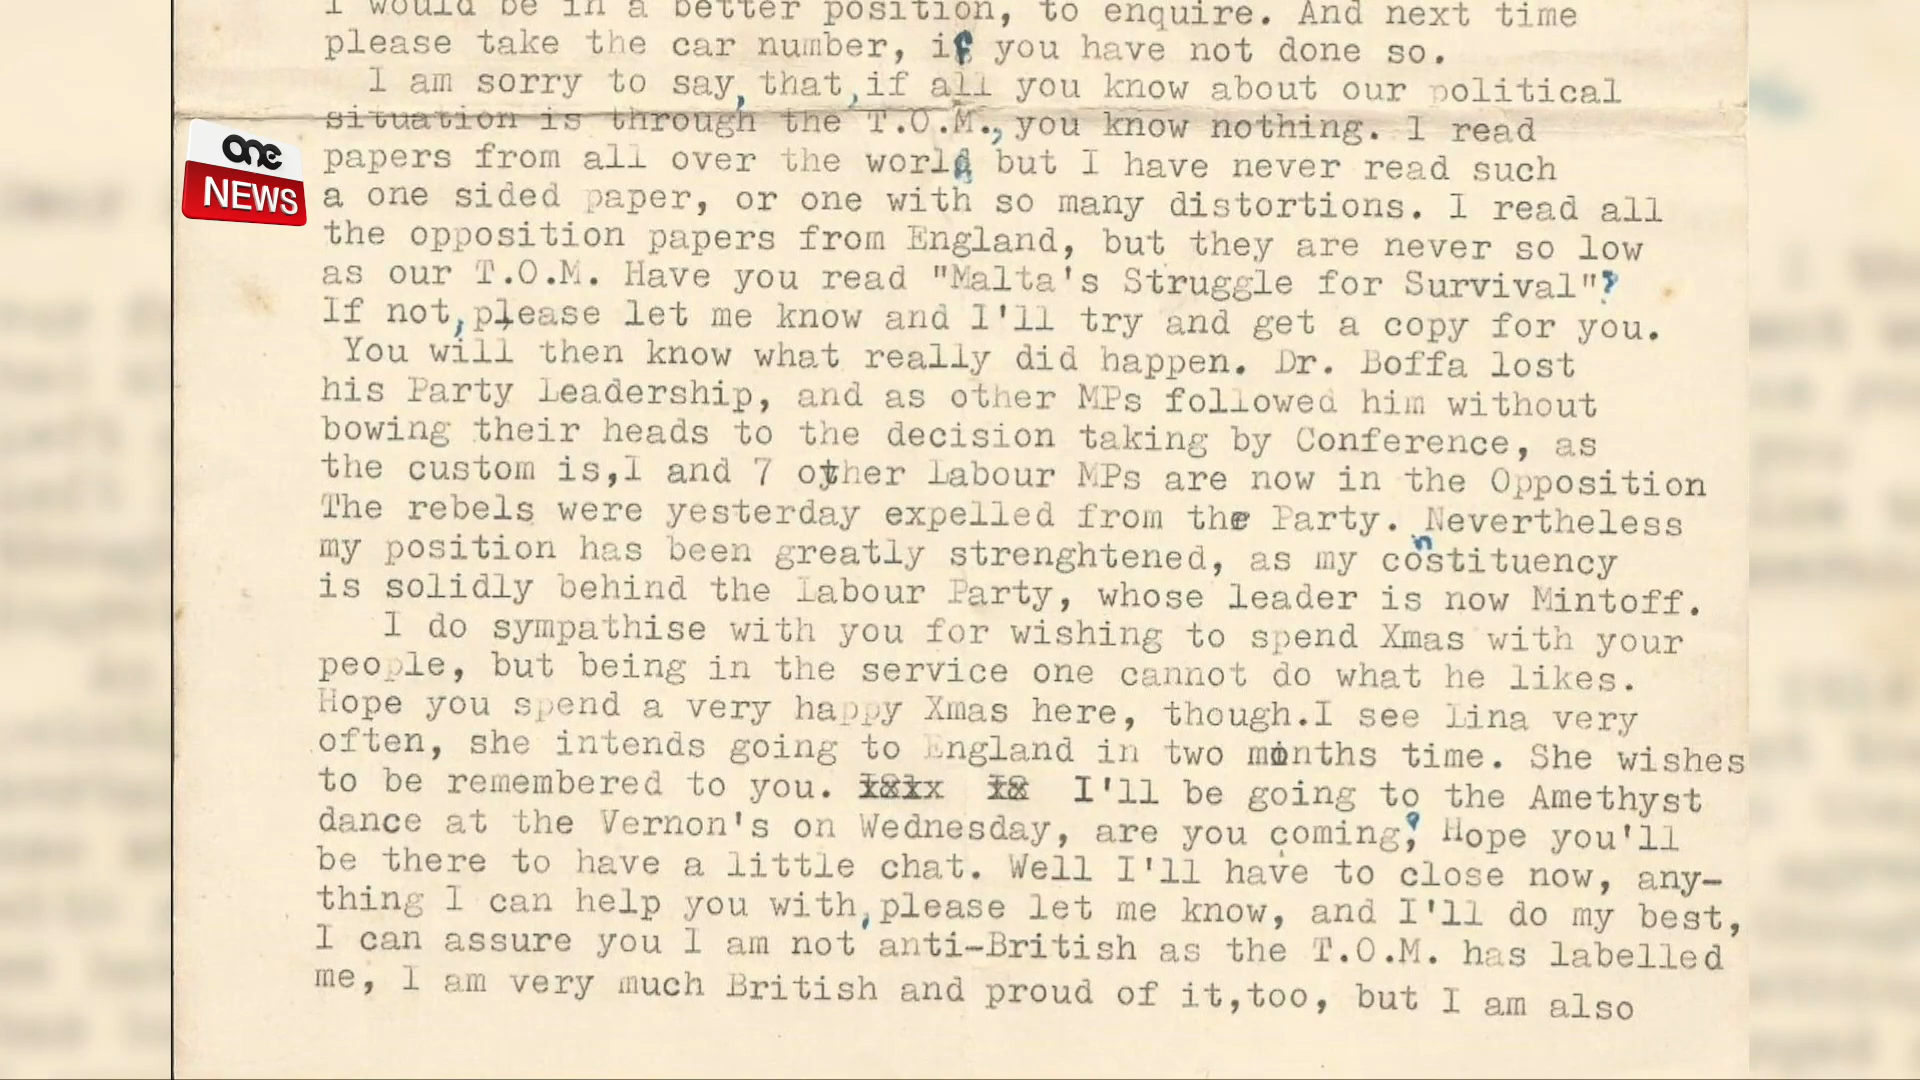 I would be in a better position, to enquire. And next time
please take the car number, if you have not done so.
I am sorry to say, that, if all you know about our political
situation is through the T.O.M., you know nothing. I read
papers from all over the world but I have never read such
a one sided paper, or one with so many distortions. I read all
the opposition papers from England, but they are never so low
as our T.O.M. Have you read "Malta's Struggle for Survival"?
If not, please let me know and I'll try and get a copy for you.
You will then know what really did happen. Dr. Boffa lost
his Party Leadership, and as other MPs followed him without
bowing their heads to the decision taking by Conference, as
the custom is, I and 7 other Labour MPs are now in the Opposition
The rebels were yesterday expelled from the Party. Nevertheless
my position has been greatly strenghtened, as my constituency
is solidly behind the Labour Party, whose leader is now Mintoff.
I do sympathise with you for wishing to spend Xmas with your
people, but being in the service one cannot do what he likes.
Hope you spend a very happy Xmas here, though. I see Lina very
often, she intends going to England in two months time. She wishes
to be remembered to you. I'll be going to the Amethyst
dance at the Vernon's on Wednesday, are you coming? Hope you'll
be there to have a little chat. Well I'll have to close now, any-
thing I can help you with, please let me know, and I'll do my best,
I can assure you I am not anti-British as the T.O.M. has labelled
me, I am very much British and proud of it, too, but I am also
one
NEWS